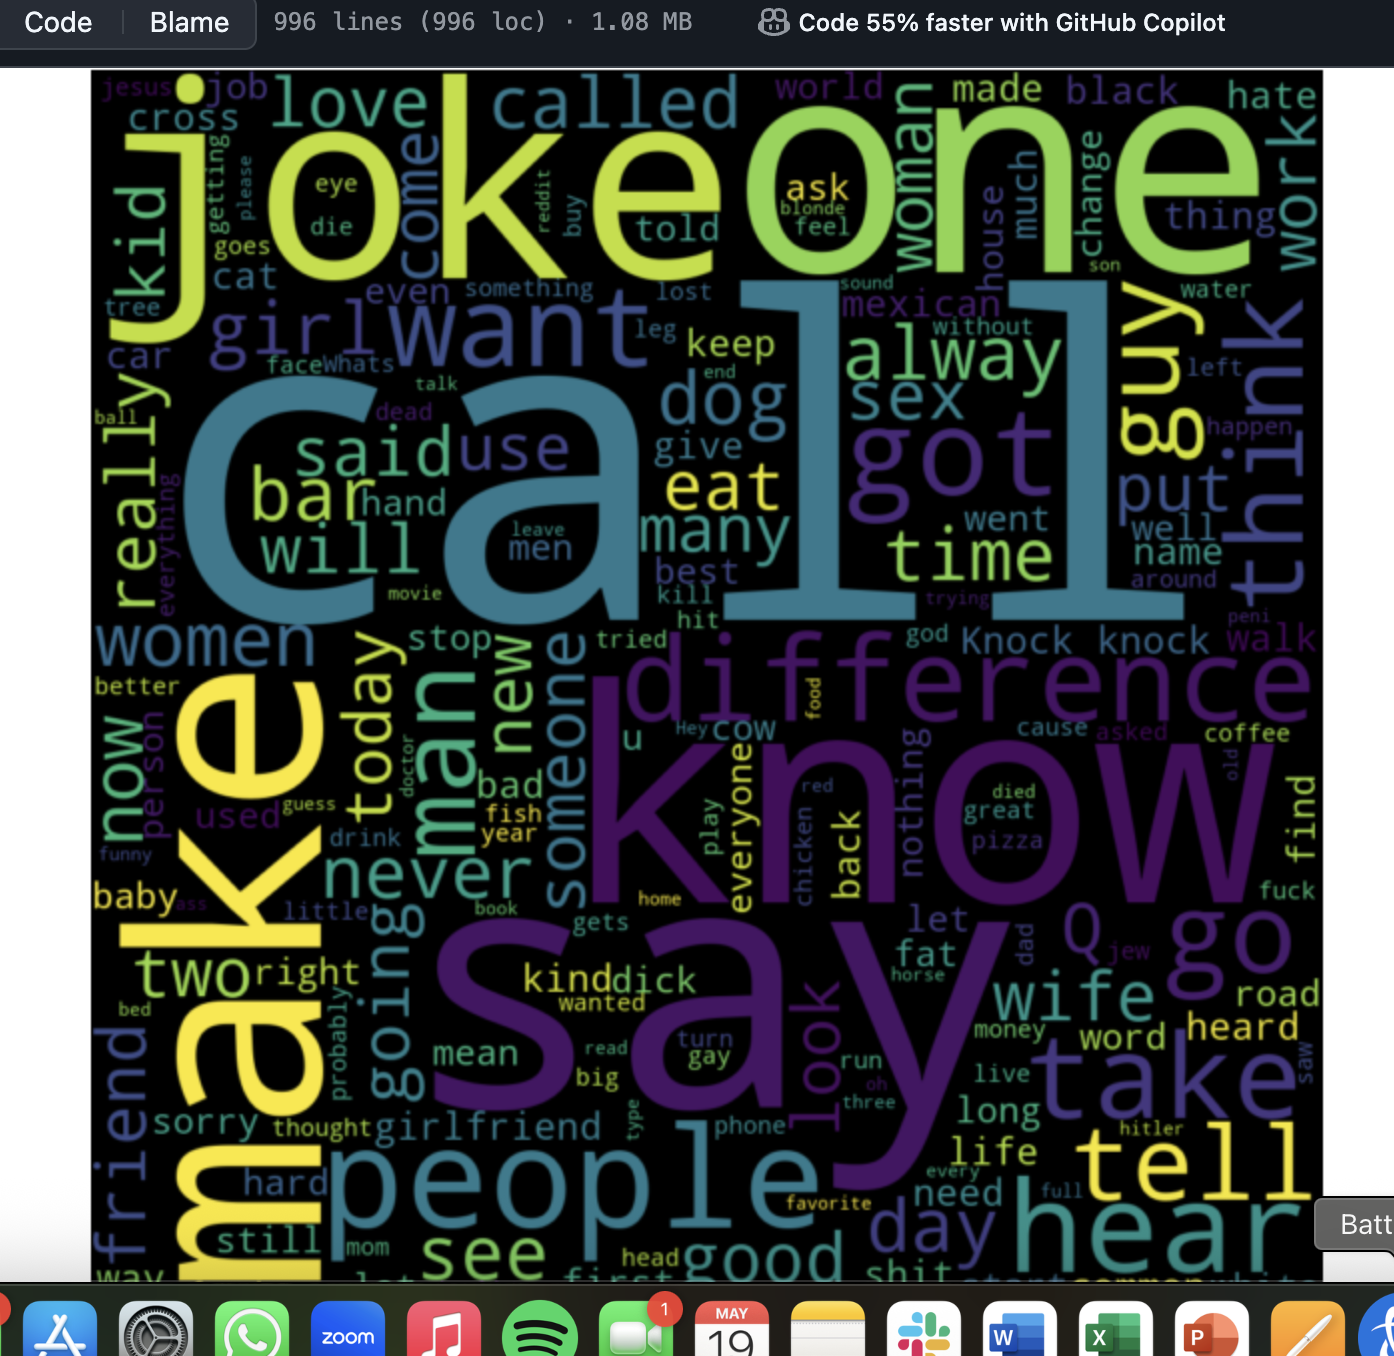 Code Blame 996 lines (996 loc) · 1.08 MB Code 55% faster with GitHub Copilot
jesus job love called world made black hate
cross
joke one
kid getting please eye die come reddit buy told ask blonde feel woman house much change thing work
goes
cat son
tree even something lost sound mexican water
girl want leg keep without guy
car face Whats alway left think
talk end
really ball dead dog sex happen
call
said use give got
bar hand eat put
everything will leave men many time went well
name
best around
movie kill trying
hit peni
women today stop new someone tried god Knock knock walk
difference
better food
now person man u Hey cow cause asked coffee
doctor nothing old
know
make
used guess bad play everyone red died find
fish chicken back great
drink year pizza
funny never
baby ass little book home fuck
going gets let Q go
say
dad jew
two right kind dick fat
wanted horse wife road
bed probably look money word heard
friend mean read turn take saw
big gay run live
oh
sorry thought girlfriend type phone three long hitler
people life tell
hard every
favorite need full hear
still mom see head good day
way let first shit start common white
Batt
zoom
1
MAY
19
W
X
P